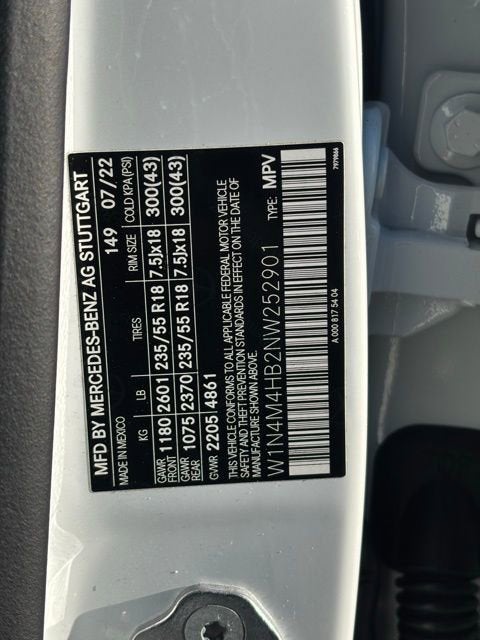 MFD BY MERCEDES-BENZ AG STUTTGART
MADE IN MEXICO 149 07/22
KG LB TIRES RIM SIZE COLD KPA(PSI)
GAWR FRONT 1180 2601 235/55 R18 7.5Jx18 300(43)
GAWR REAR 1075 2370 235/55 R18 7.5Jx18 300(43)
GVWR 2205 4861
THIS VEHICLE CONFORMS TO ALL APPLICABLE FEDERAL MOTOR VEHICLE
SAFETY AND THEFT PREVENTION STANDARDS IN EFFECT ON THE DATE OF
MANUFACTURE SHOWN ABOVE.
W1N4M4HB2NW252901 TYPE: MPV
A 000 817 54 04
7979866